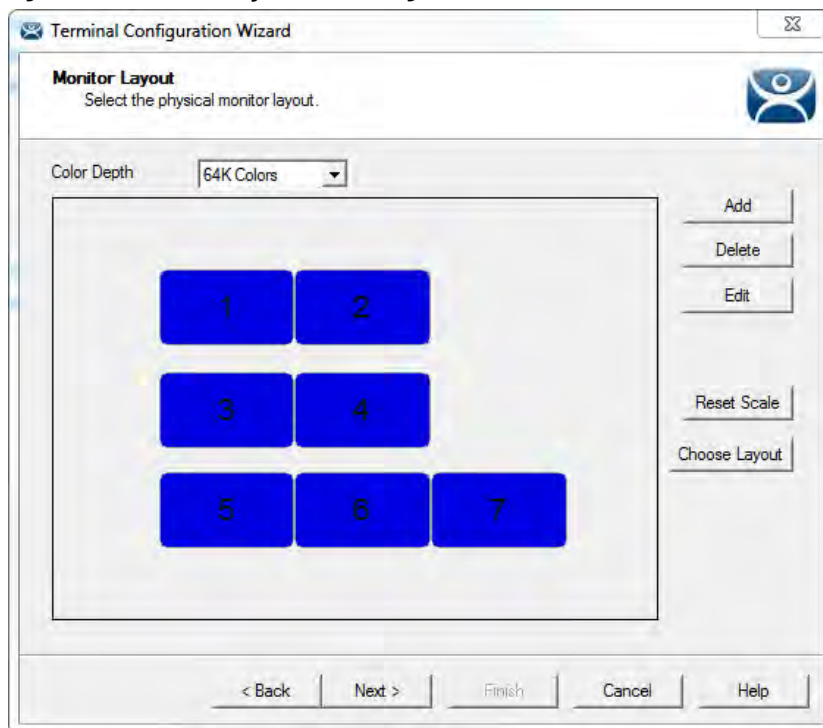 Terminal Configuration Wizard
Monitor Layout
Select the physical monitor layout.
Color Depth
64K Colors
Add
Delete
Edit
1 2
3 4
Reset Scale
Choose Layout
5 6 7
< Back Next > Finish Cancel Help